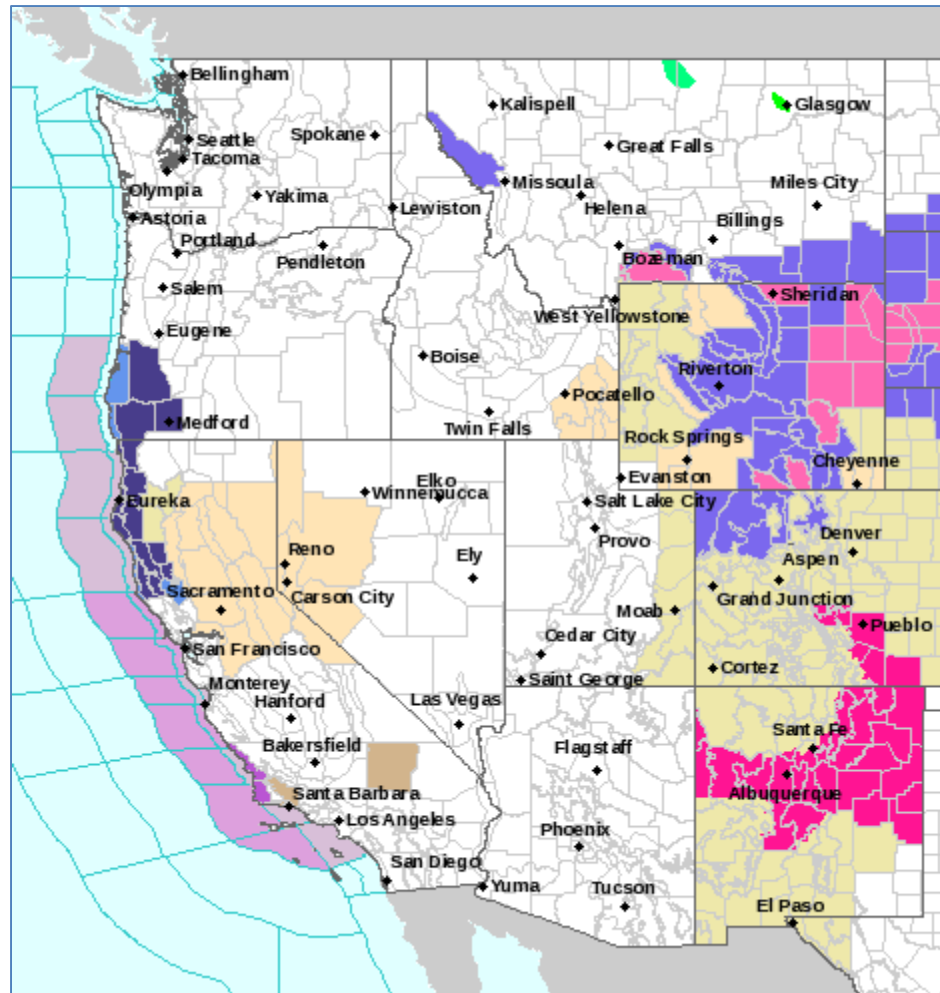 Bellingham
Kalispell
Glasgow
Seattle
Spokane
Great Falls
Tacoma
Olympia
Missoula
Miles City
Yakima
Lewiston
Helena
Astoria
Billings
Portland
Pendleton
Bozeman
Salem
Sheridan
West Yellowstone
Eugene
Boise
Riverton
Pocatello
Medford
Twin Falls
Rock Springs
Cheyenne
Elko
Evanston
Eureka
Winnemucca
Salt Lake City
Provo
Denver
Reno
Ely
Aspen
Sacramento
Carson City
Grand Junction
Moab
Pueblo
Cedar City
San Francisco
Cortez
Saint George
Monterey
Hanford
Las Vegas
Santa Fe
Bakersfield
Flagstaff
Albuquerque
Santa Barbara
Los Angeles
Phoenix
San Diego
Yuma
Tucson
El Paso